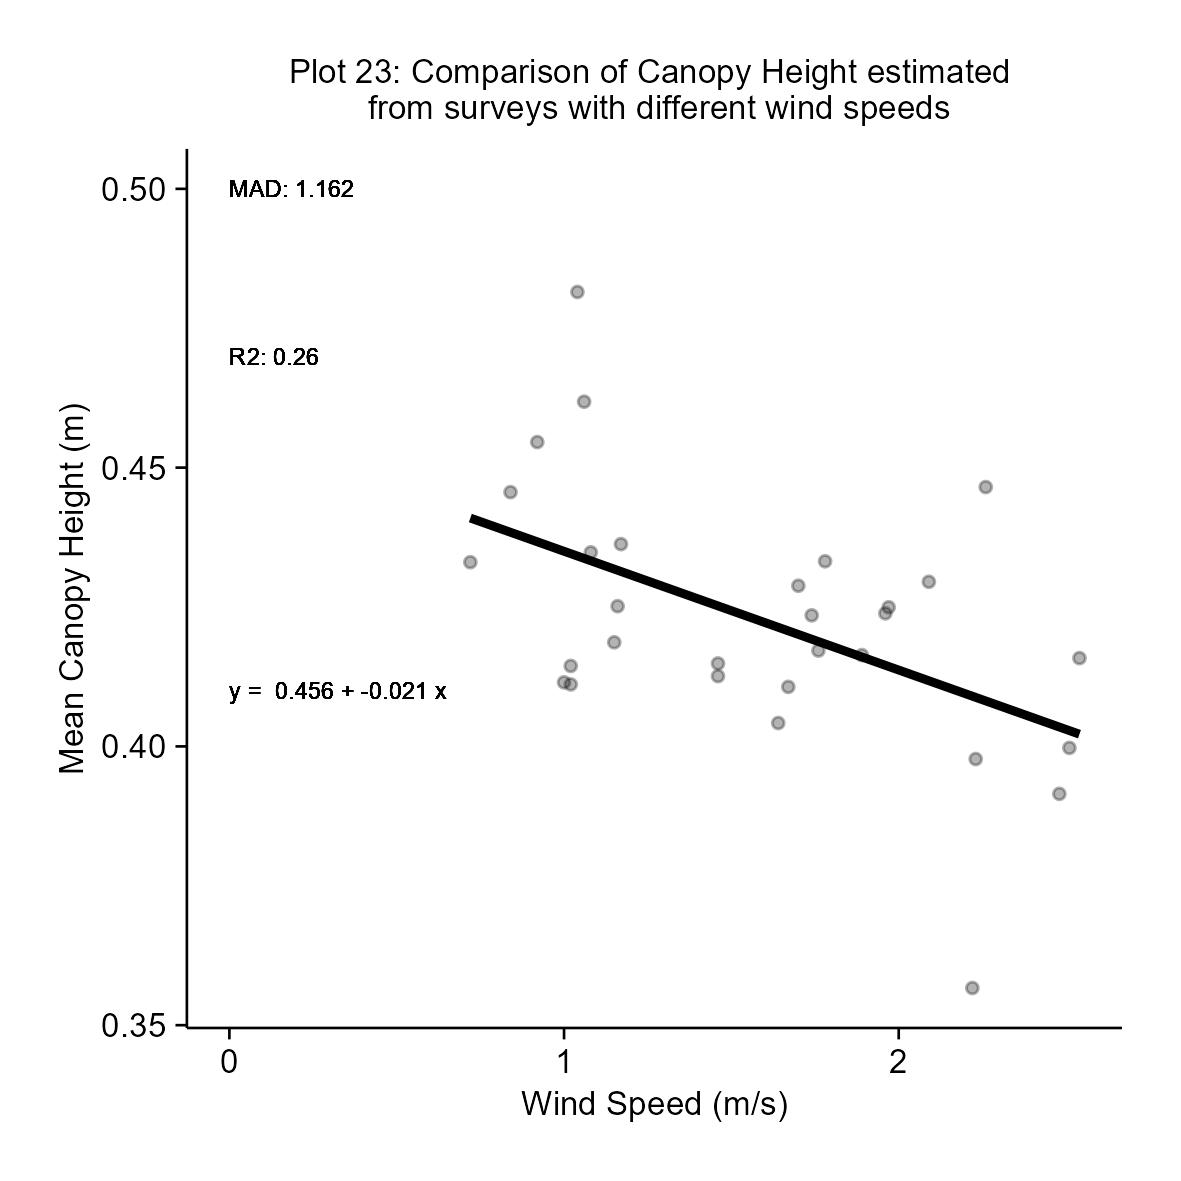 Plot 23: Comparison of Canopy Height estimated
from surveys with different wind speeds
0.50
MAD: 1.162
R2: 0.26
0.45
Mean Canopy Height (m)
y =  0.456 + -0.021 x
0.40
0.35
0 1 2
Wind Speed (m/s)